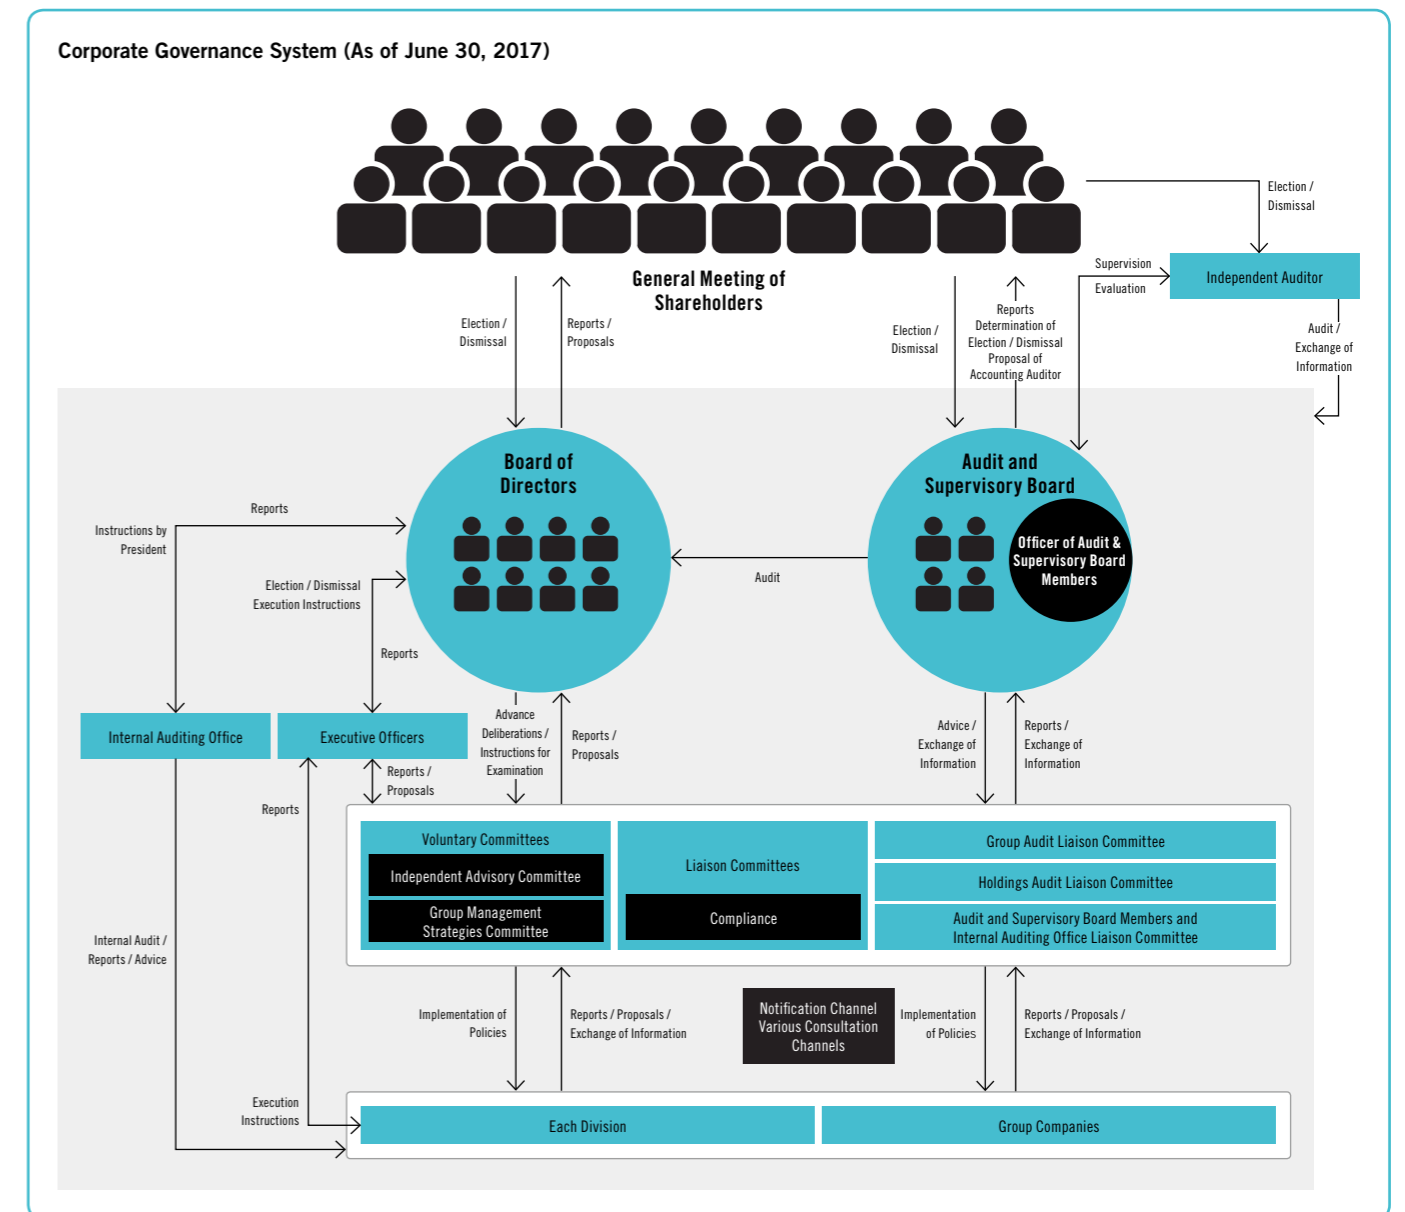 Corporate Governance System (As of June 30, 2017)
Election /
Dismissal
General Meeting of
Shareholders
Supervision
Evaluation
Independent Auditor
Election /
Dismissal
Reports /
Proposals
Election /
Dismissal
Reports
Determination of
Election / Dismissal
Proposal of
Accounting Auditor
Audit /
Exchange of
Information
Board of
Directors
Audit and
Supervisory Board
Officer of Audit &
Supervisory Board
Members
Reports
Instructions by
President
Election / Dismissal
Execution Instructions
Reports
Audit
Internal Auditing Office
Executive Officers
Advance
Deliberations /
Instructions for
Examination
Reports /
Proposals
Advice /
Exchange of
Information
Reports /
Exchange of
Information
Reports /
Proposals
Reports
Voluntary Committees
Independent Advisory Committee
Group Management
Strategies Committee
Liaison Committees
Compliance
Group Audit Liaison Committee
Holdings Audit Liaison Committee
Audit and Supervisory Board Members and
Internal Auditing Office Liaison Committee
Internal Audit /
Reports / Advice
Implementation of
Policies
Reports / Proposals /
Exchange of Information
Notification Channel
Various Consultation
Channels
Implementation
of Policies
Reports / Proposals /
Exchange of Information
Execution
Instructions
Each Division
Group Companies